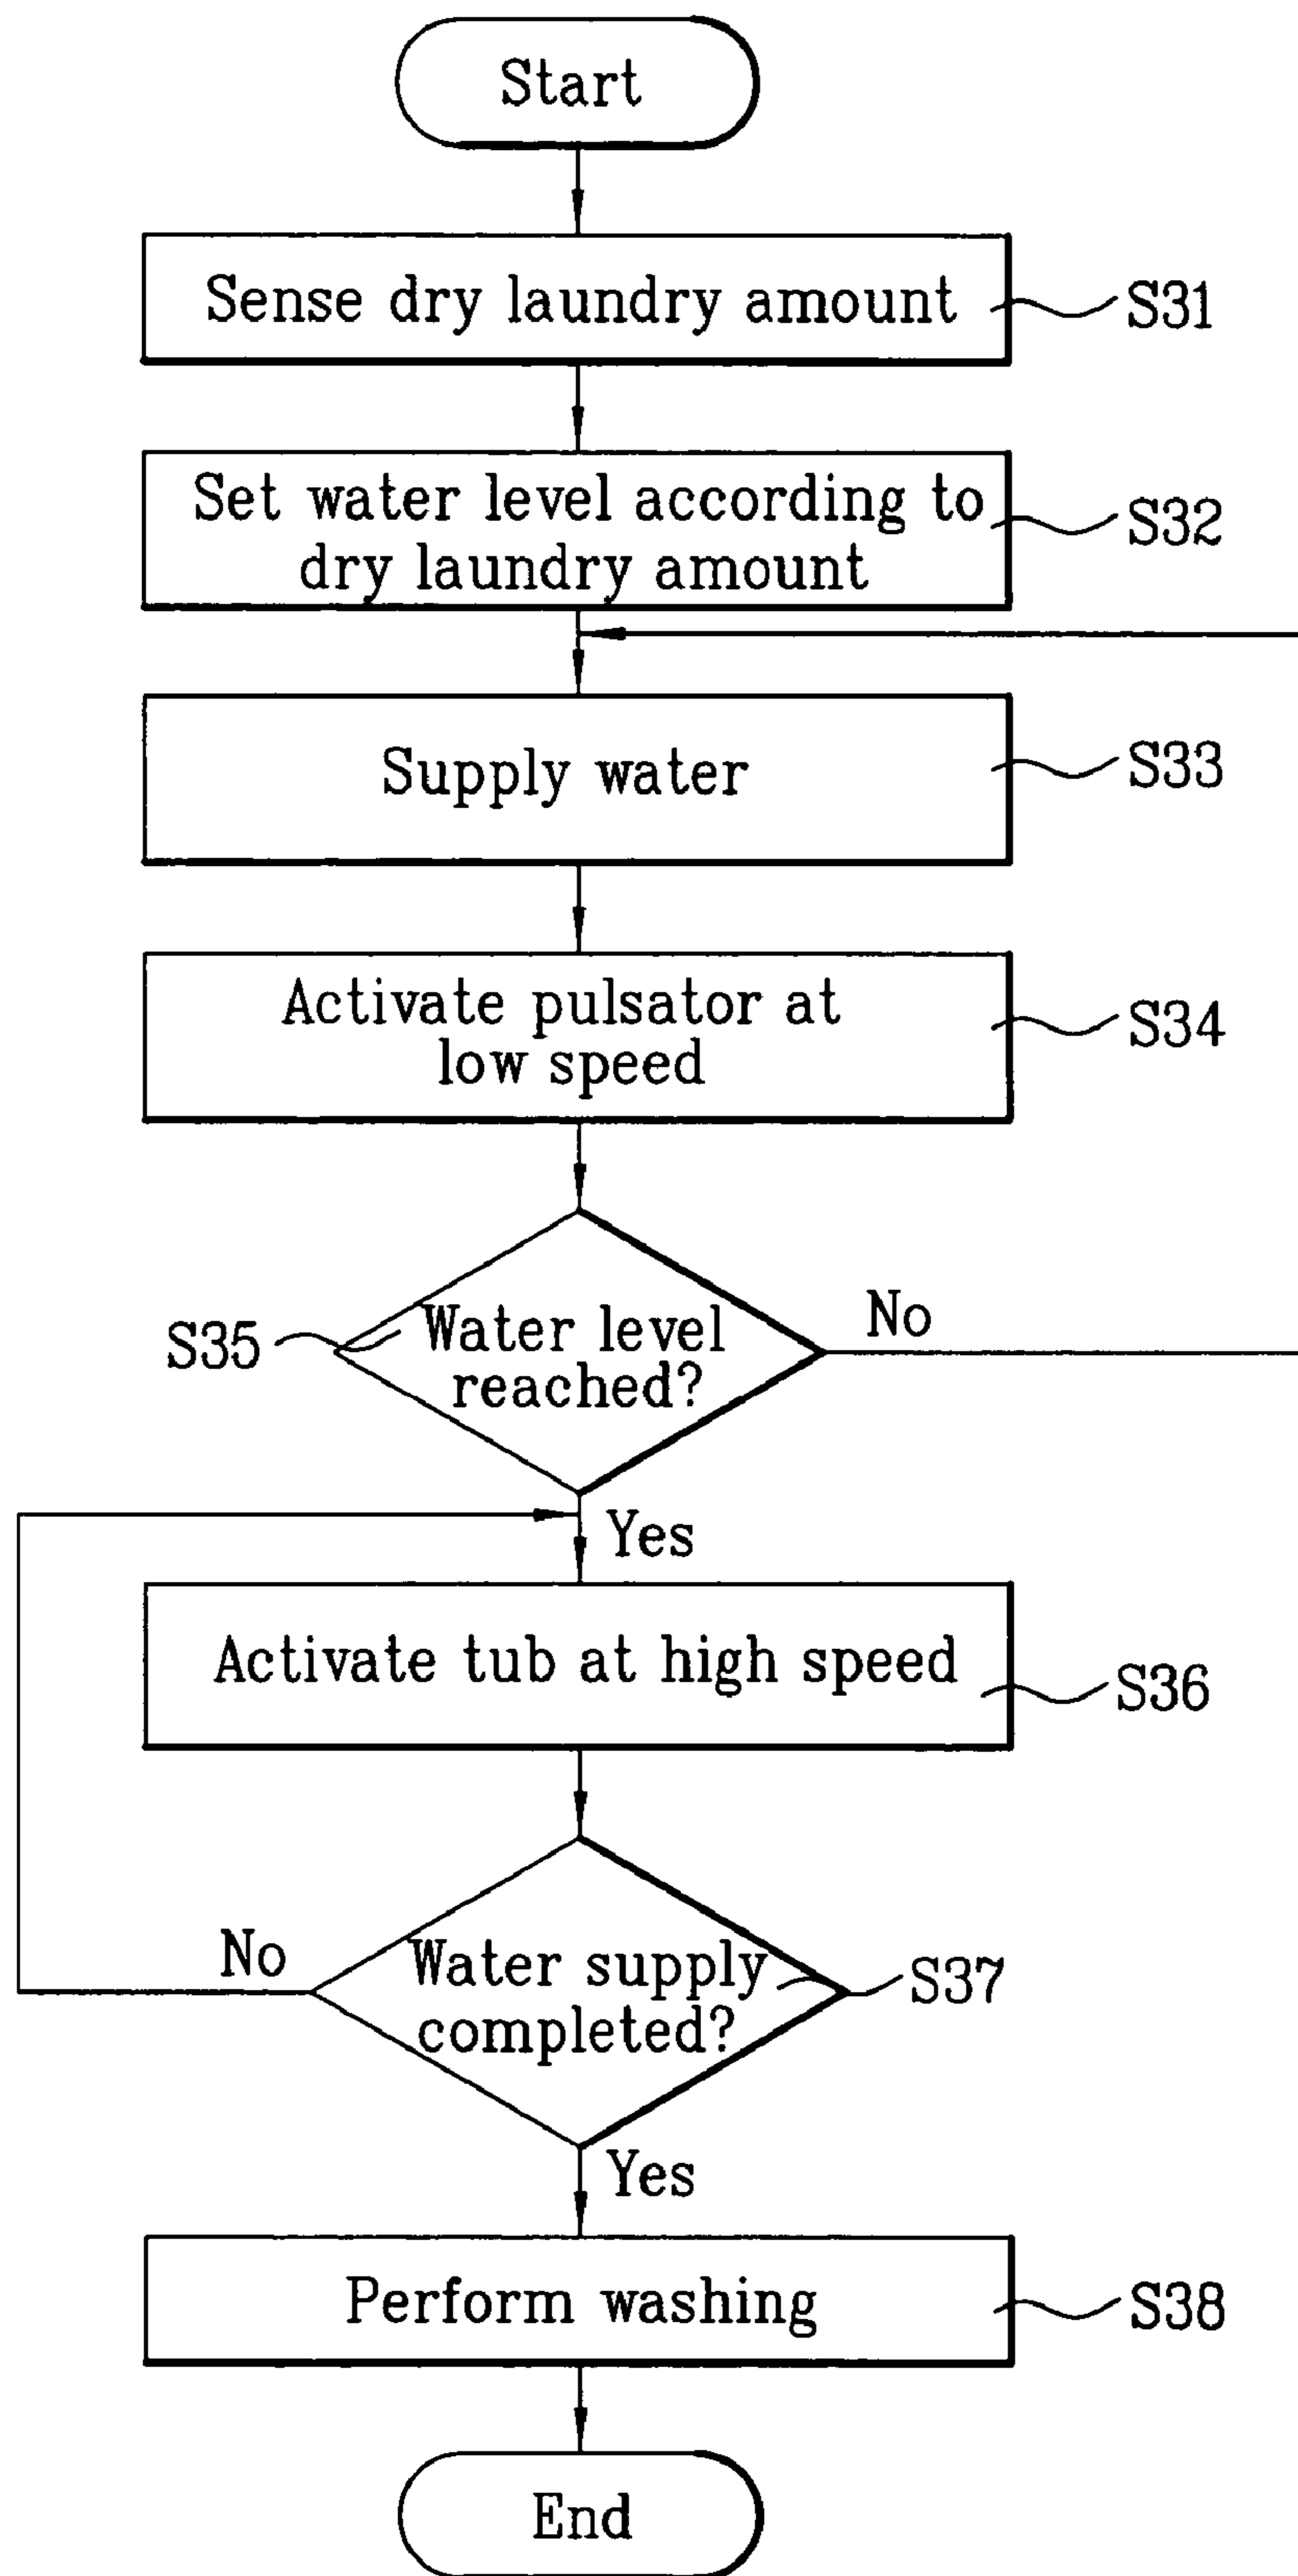 Start
Sense dry laundry amount
S31
Set water level according to
dry laundry amount
S32
Supply water
S33
Activate pulsator at
low speed
S34
S35
Water level
reached?
No
Yes
Activate tub at high speed
S36
No
Water supply
completed?
S37
Yes
Perform washing
S38
End